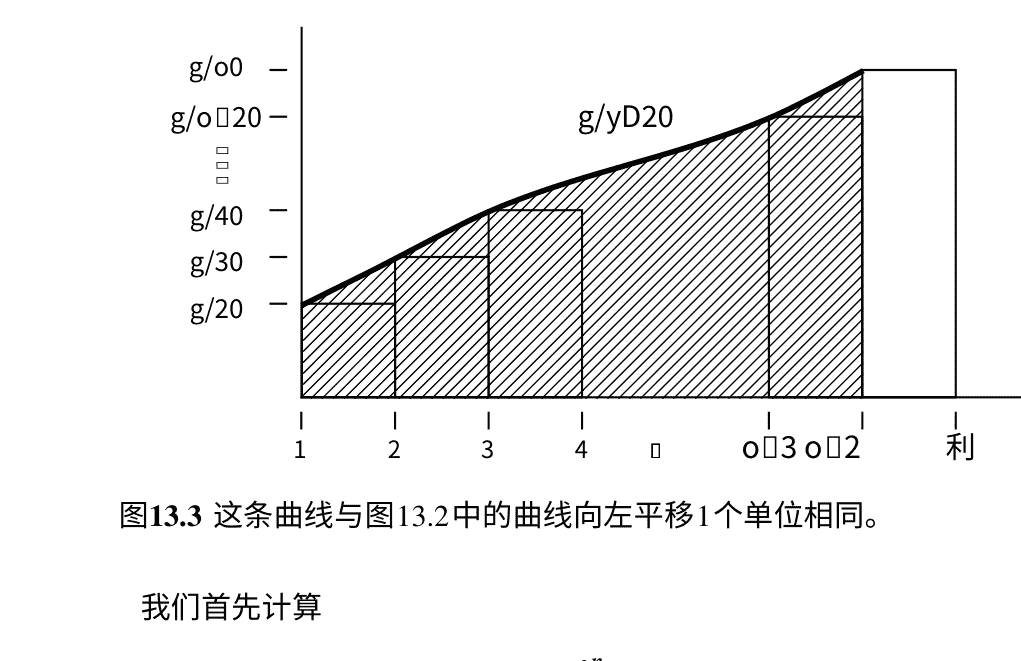 g/o0
g/o▯20
g/yD20
▯
▯
▯
g/40
g/30
g/20
1 2 3 4 ▯ o▯3 o▯2 利
图13.3 这条曲线与图13.2中的曲线向左平移1个单位相同。
我们首先计算
n